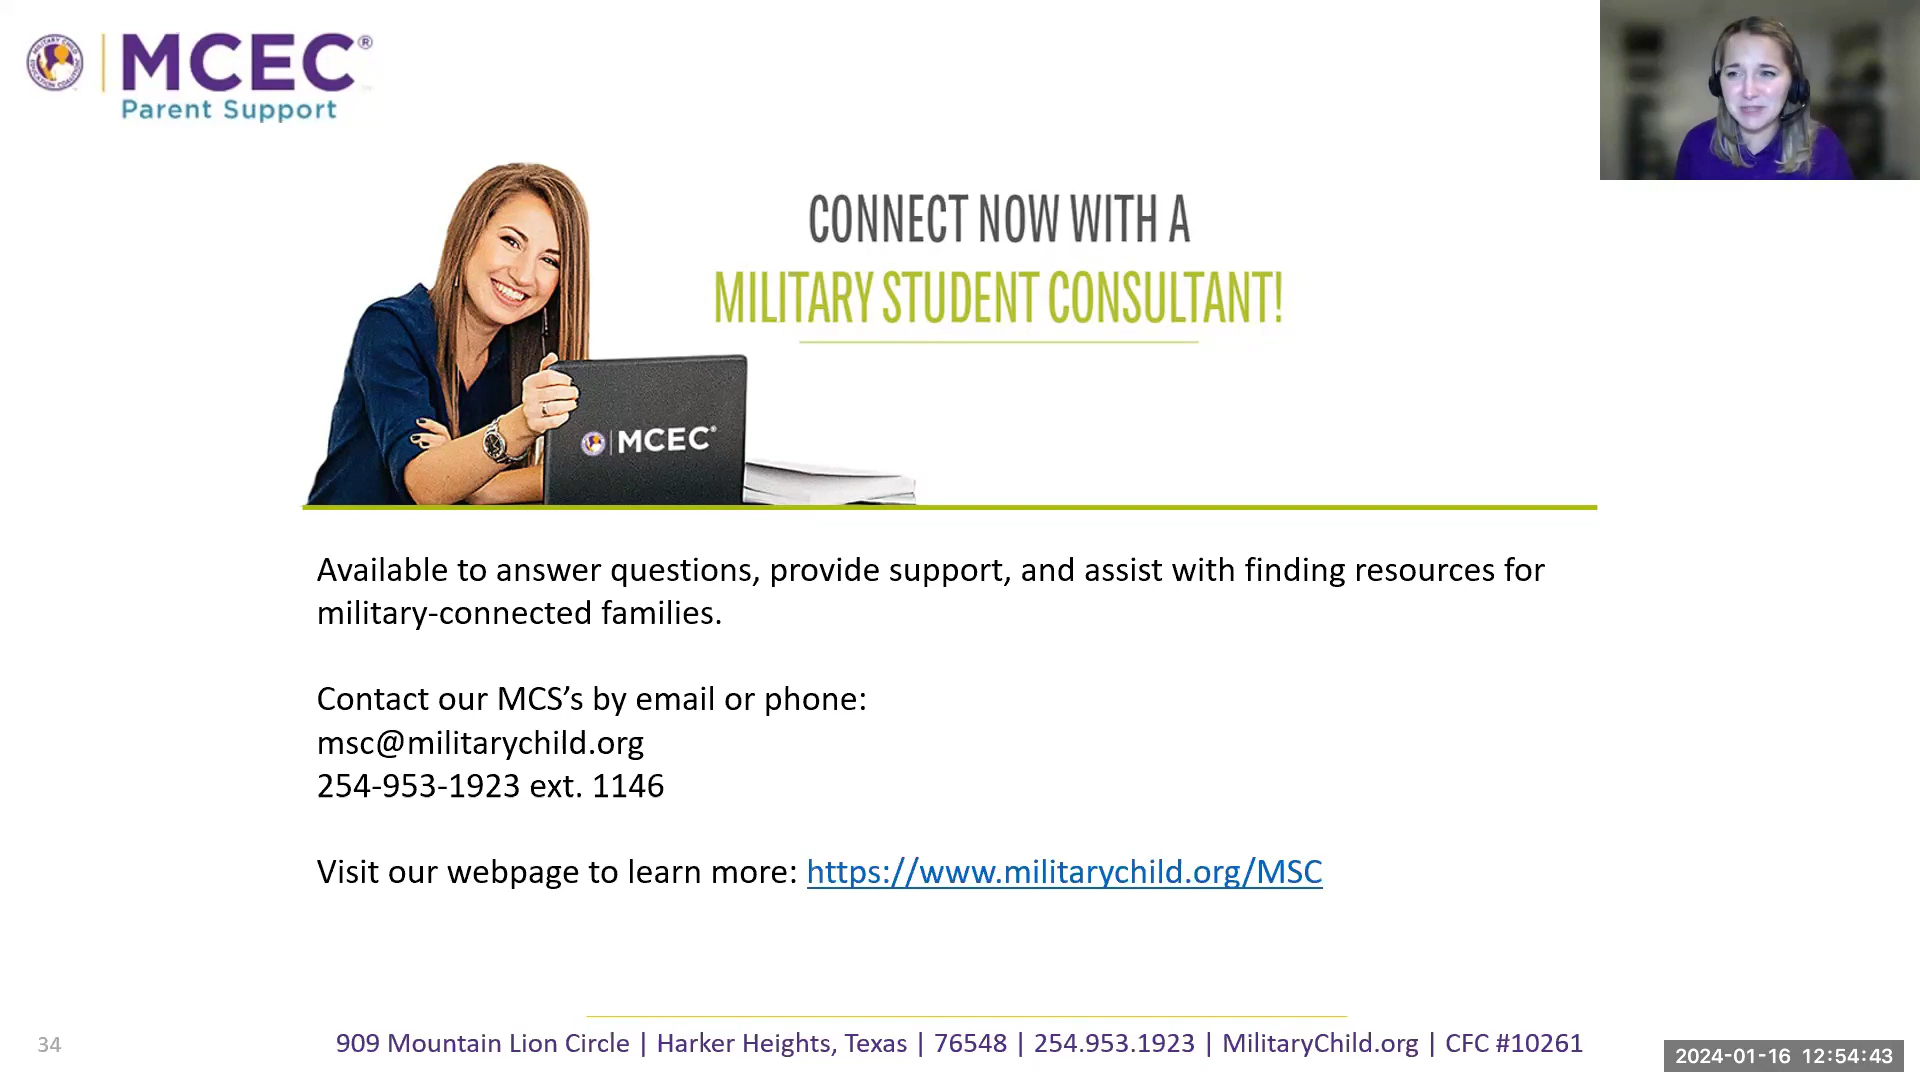 MCEC®
Parent Support
CONNECT NOW WITH A
MILITARY STUDENT CONSULTANT!
MCEC®
Available to answer questions, provide support, and assist with finding resources for
military-connected families.
Contact our MCS’s by email or phone:
msc@militarychild.org
254-953-1923 ext. 1146
Visit our webpage to learn more: https://www.militarychild.org/MSC
34
909 Mountain Lion Circle | Harker Heights, Texas | 76548 | 254.953.1923 | MilitaryChild.org | CFC #10261
2024-01-16 12:54:43